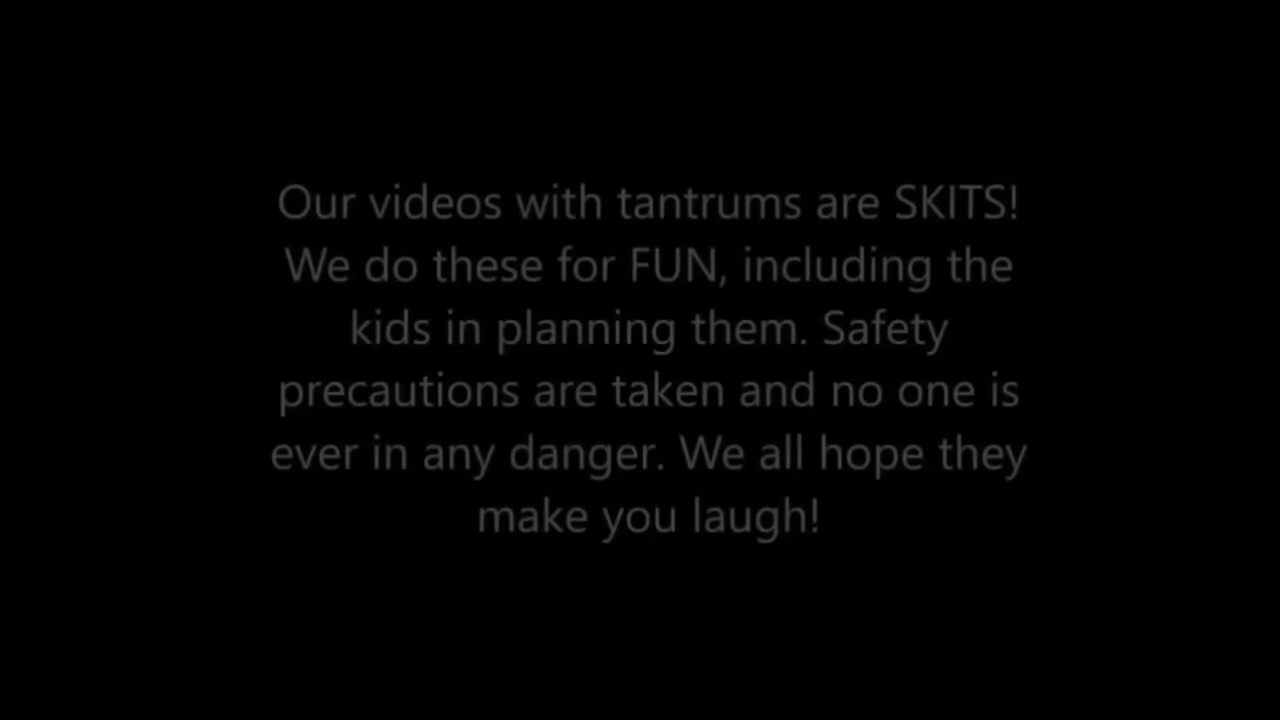 Our videos with tantrums are SKITS!
We do these for FUN, including the
kids in planning them. Safety
precautions are taken and no one is
ever in any danger. We all hope they
make you laugh!